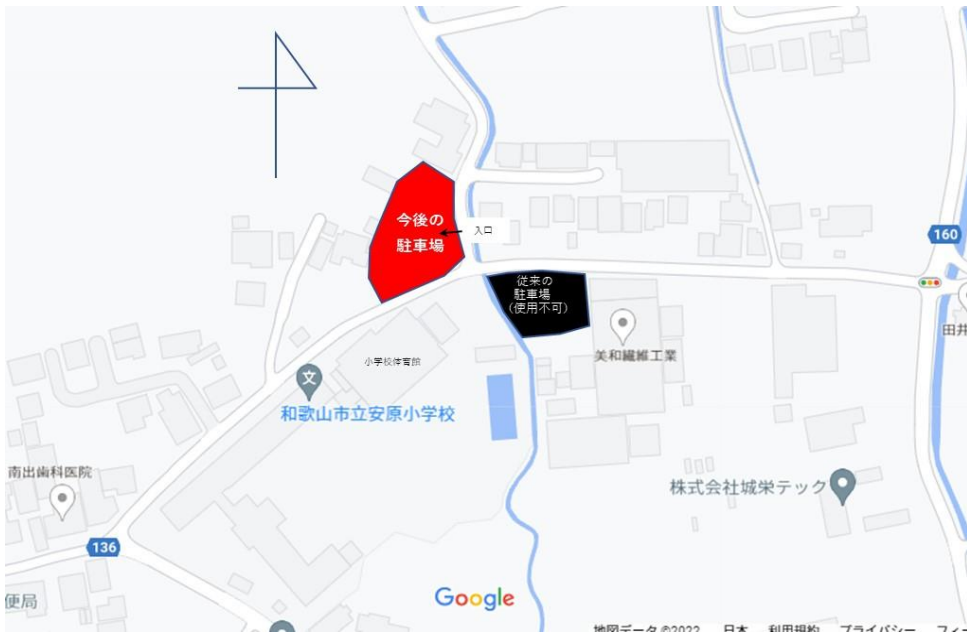 今後の
駐車場
入口
160
従来の
駐車場
(使用不可)
田井
美和繊維工業
小学校体育館
文
和歌山市立安原小学校
南出歯科医院
株式会社城栄テック
136
便局
Google
地図データ ©2022 日本 利用規約 プライバシー フィー